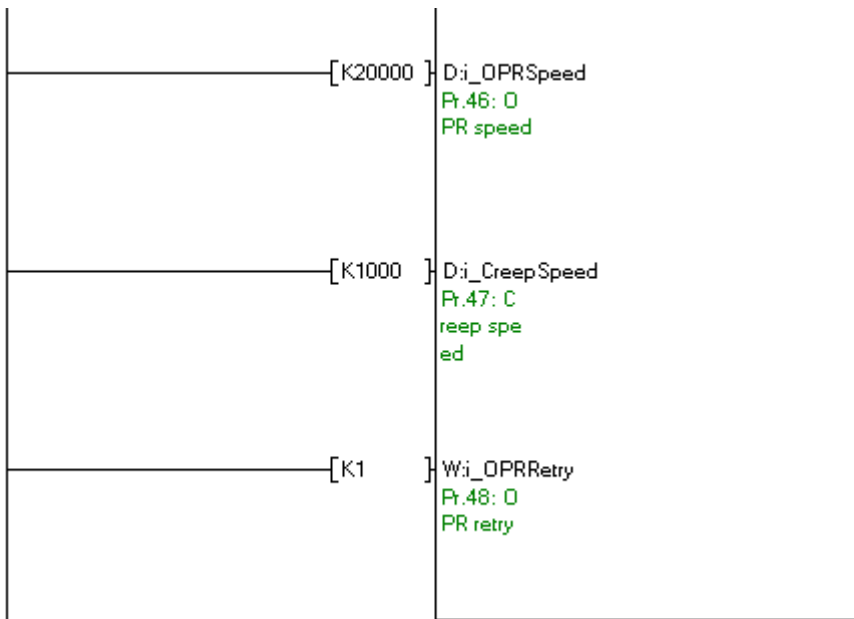 [K20000 ] D:i_OPRSpeed
Pr.46: O
PR speed
[K1000 ] D:i_CreepSpeed
Pr.47: C
reep spe
ed
[K1 ] W:i_OPRRetry
Pr.48: O
PR retry